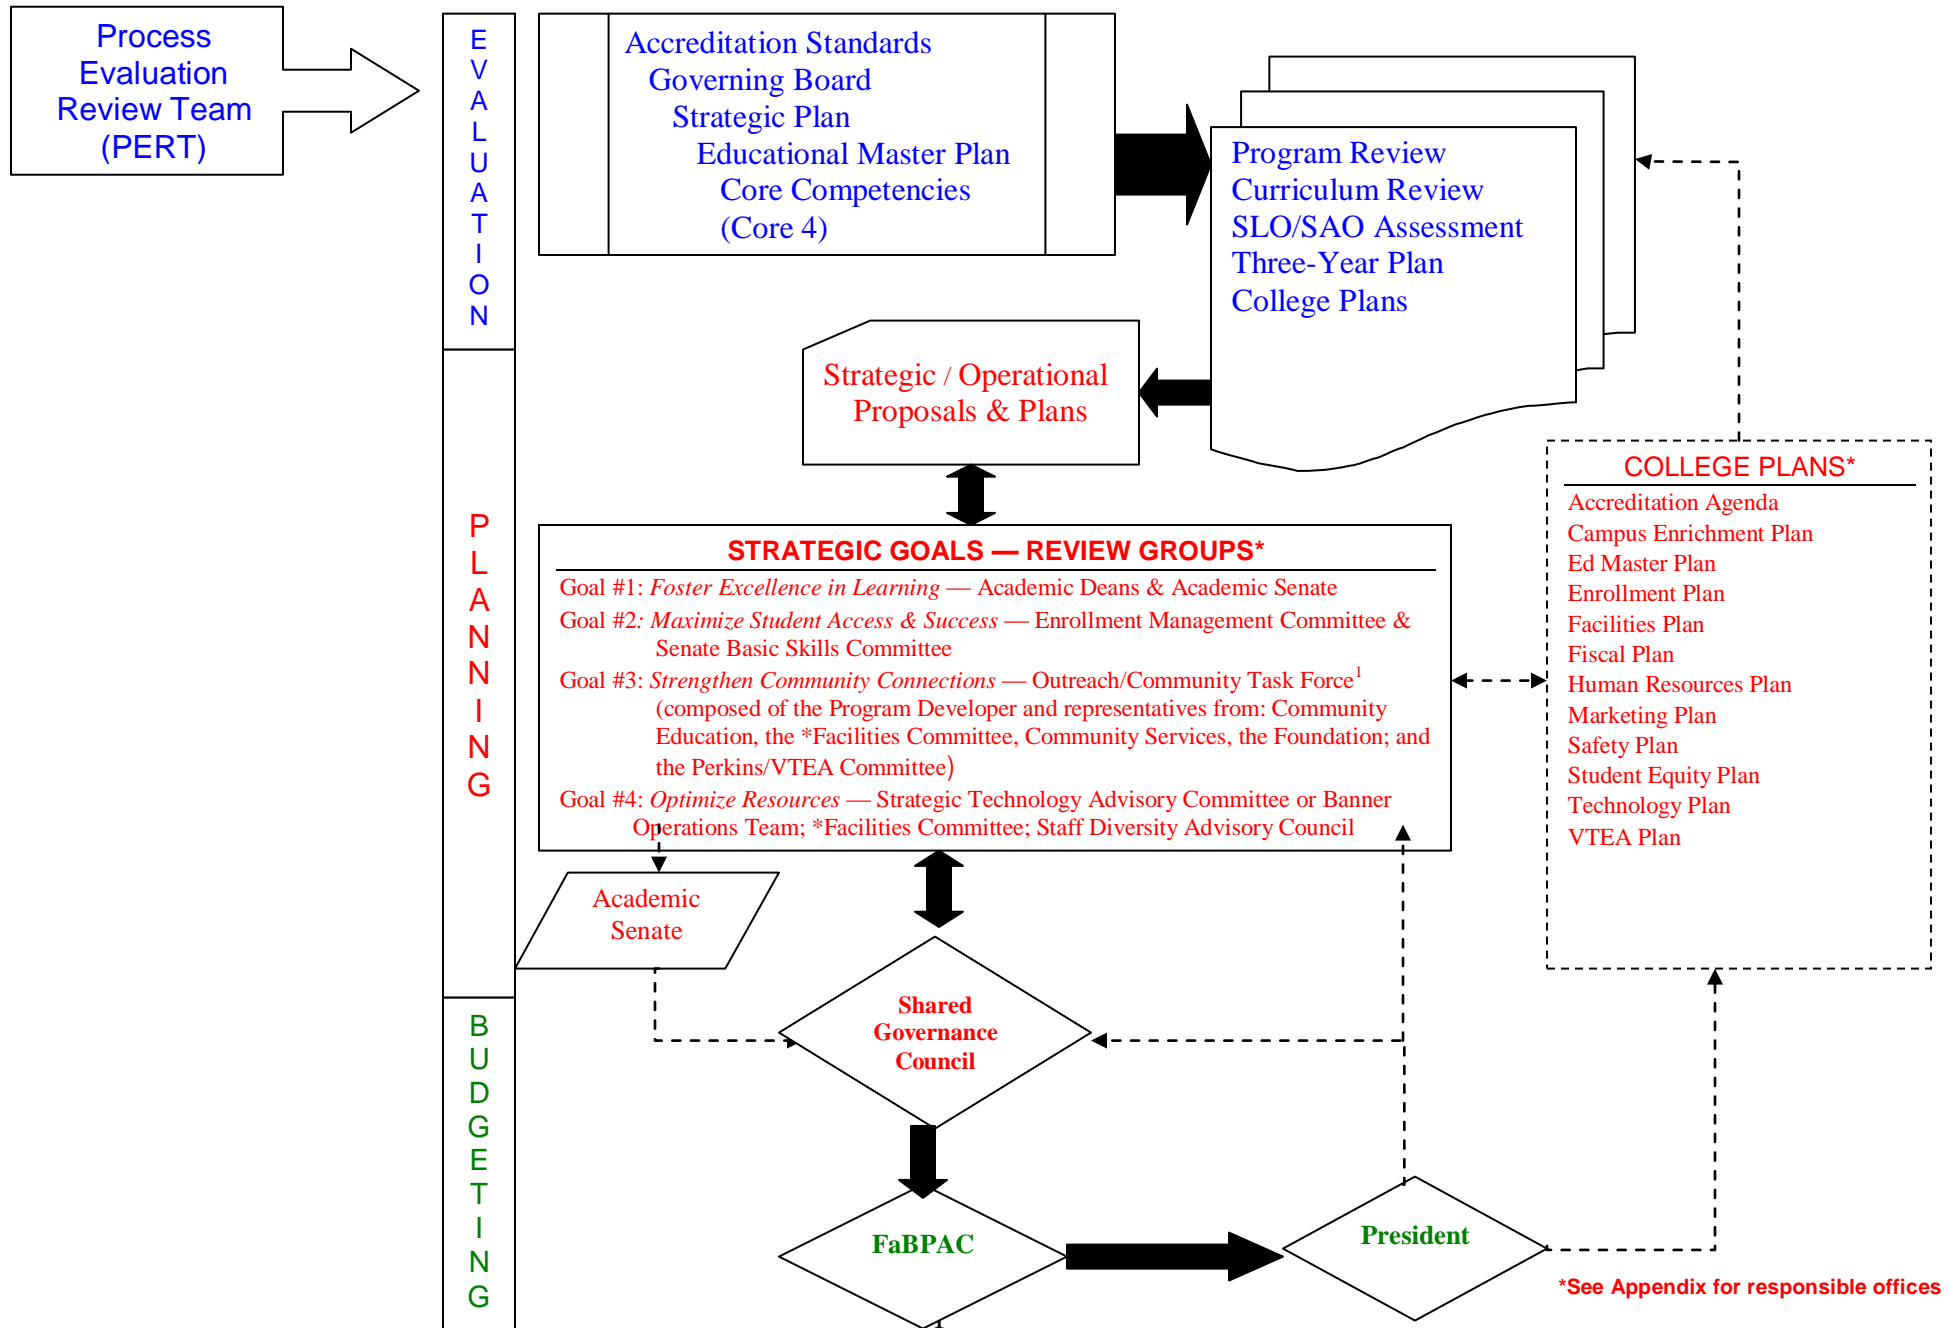 Process
Evaluation
Review Team
(PERT)
EVALUATION
Accreditation Standards
Governing Board
Strategic Plan
Educational Master Plan
Core Competencies
(Core 4)
Program Review
Curriculum Review
SLO/SAO Assessment
Three-Year Plan
College Plans
PLANNING
Strategic / Operational
Proposals & Plans
STRATEGIC GOALS — REVIEW GROUPS*
Goal #1: Foster Excellence in Learning — Academic Deans & Academic Senate
Goal #2: Maximize Student Access & Success — Enrollment Management Committee &
Senate Basic Skills Committee
Goal #3: Strengthen Community Connections — Outreach/Community Task Force¹
(composed of the Program Developer and representatives from: Community
Education, the *Facilities Committee, Community Services, the Foundation; and
the Perkins/VTEA Committee)
Goal #4: Optimize Resources — Strategic Technology Advisory Committee or Banner
Operations Team; *Facilities Committee; Staff Diversity Advisory Council
COLLEGE PLANS*
Accreditation Agenda
Campus Enrichment Plan
Ed Master Plan
Enrollment Plan
Facilities Plan
Fiscal Plan
Human Resources Plan
Marketing Plan
Safety Plan
Student Equity Plan
Technology Plan
VTEA Plan
Academic
Senate
Shared
Governance
Council
BUDGETING
FaBPAC
President
*See Appendix for responsible offices